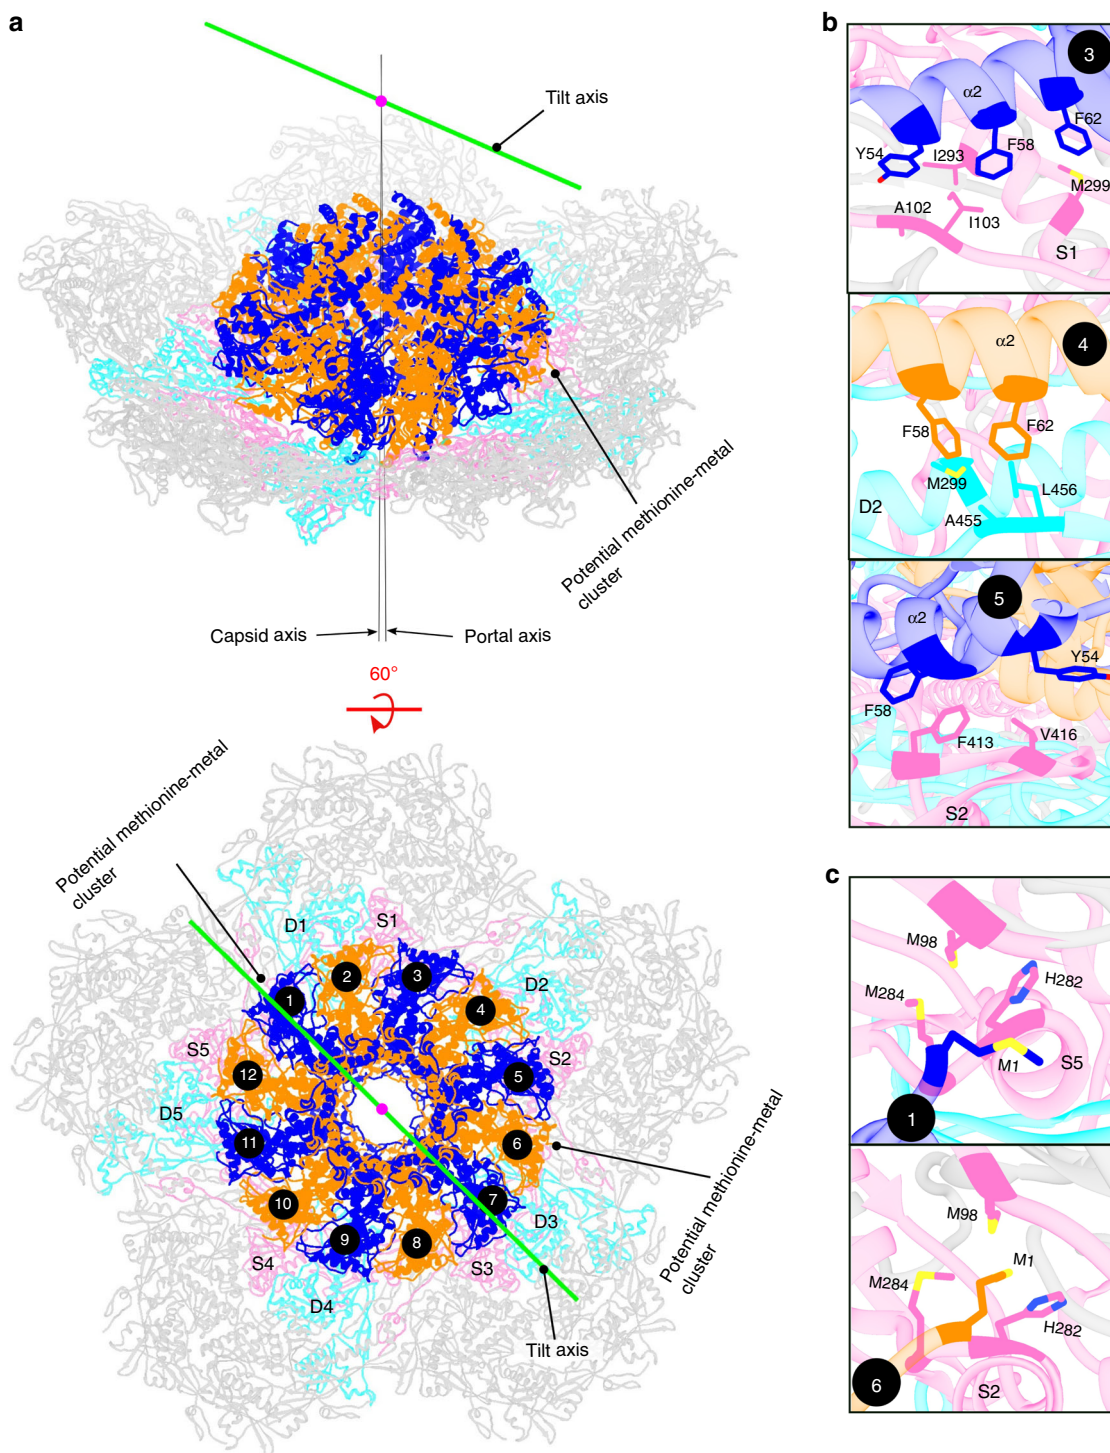 a
Tilt axis
Potential methionine-metal
cluster
Capsid axis
Portal axis
60°
Potential methionine-metal
cluster
D1
S1
2
3
1
4
D2
S5
S2
12
5
D5
11
6
10
7
D3
9
8
S4
S3
D4
Potential methionine-metal
cluster
Tilt axis
b
3
α2
F62
Y54
I293
F58
M299
A102
I103
S1
α2
4
F58
F62
M299
L456
D2
A455
5
α2
Y54
F58
F413
V416
S2
c
M98
H282
M284
M1
S5
1
M98
M1
M284
H282
6
S2